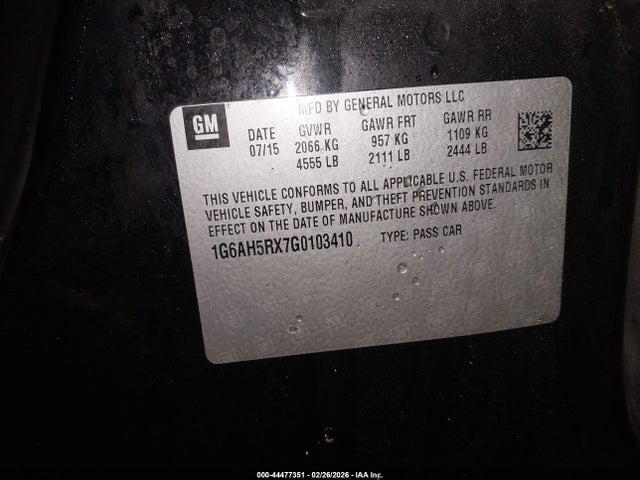 GM
MFD BY GENERAL MOTORS LLC
DATE GVWR GAWR FRT GAWR RR
07/15 2066 KG 957 KG 1109 KG
4555 LB 2111 LB 2444 LB
THIS VEHICLE CONFORMS TO ALL APPLICABLE U.S. FEDERAL MOTOR
VEHICLE SAFETY, BUMPER, AND THEFT PREVENTION STANDARDS IN
EFFECT ON THE DATE OF MANUFACTURE SHOWN ABOVE.
1G6AH5RX7G0103410 TYPE: PASS CAR
000-44477351 - 02/26/2026 - IAA Inc.